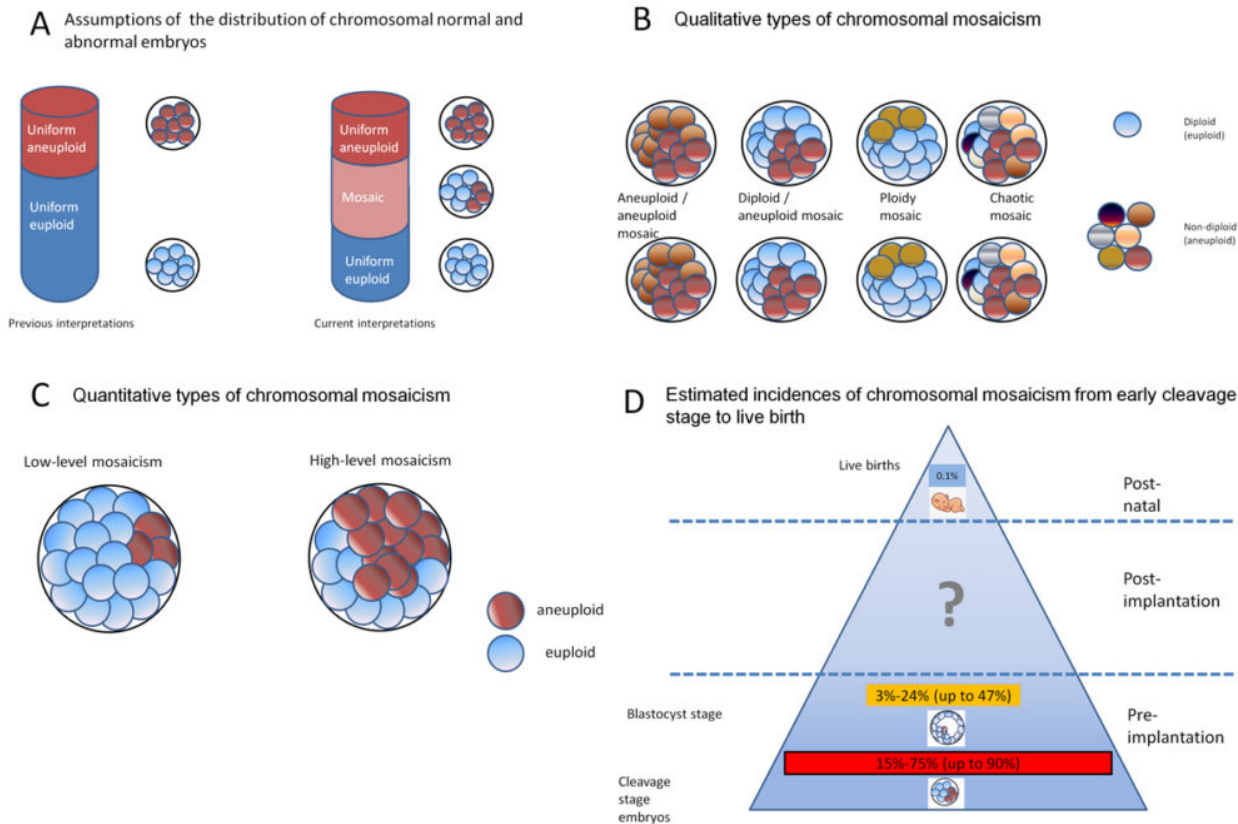 A Assumptions of the distribution of chromosomal normal and
abnormal embryos
Uniform
aneuploid
Uniform
euploid
Previous interpretations
Uniform
aneuploid
Mosaic
Uniform
euploid
Current interpretations
B Qualitative types of chromosomal mosaicism
Aneuploid /
aneuploid
mosaic
Diploid /
aneuploid mosaic
Ploidy
mosaic
Chaotic
mosaic
Diploid
(euploid)
Non-diploid
(aneuploid)
C Quantitative types of chromosomal mosaicism
Low-level mosaicism
High-level mosaicism
aneuploid
euploid
D Estimated incidences of chromosomal mosaicism from early cleavage
stage to live birth
Live births
0.1%
Post-
natal
?
Post-
implantation
3%-24% (up to 47%)
Blastocyst stage
Pre-
implantation
15%-75% (up to 90%)
Cleavage
stage
embryos